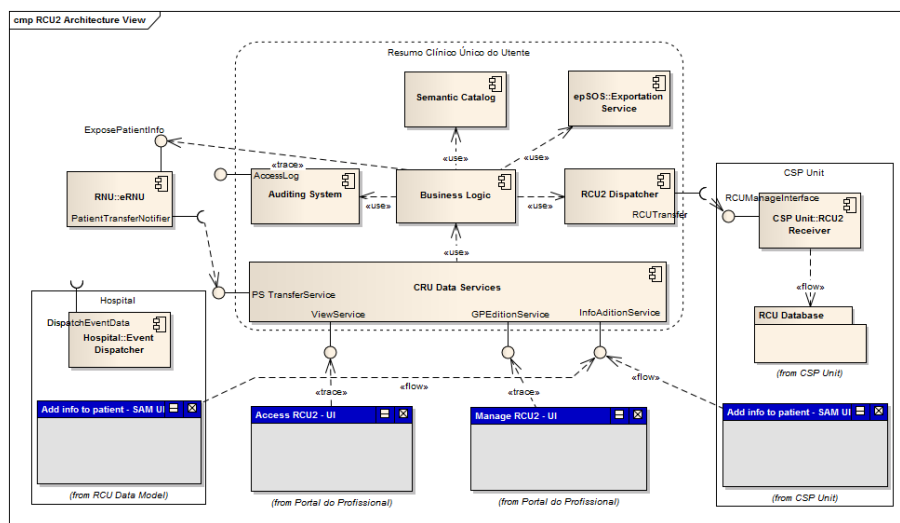 cmp RCU2 Architecture View
Resumo Clínico Único do Utente
Semantic Catalog
epSOS::Exportation
Service
ExposePatientInfo
«use»
«use»
«trace»
AccessLog
RNU::eRNU
PatientTransferNotifier
Auditing System
«use»
Business Logic
«use»
RCU2 Dispatcher
RCUTransfer
CSP Unit
RCUManageInterface
CSP Unit::RCU2
Receiver
«use»
CRU Data Services
PS TransferService
ViewService
GPEditionService
InfoAditionService
«flow»
RCU Database
(from CSP Unit)
Hospital
DispatchEventData
Hospital::Event
Dispatcher
«trace»
«flow»
«trace»
«flow»
Add info to patient - SAM UI
(from RCU Data Model)
Access RCU2 - UI
(from Portal do Profissional)
Manage RCU2 - UI
(from Portal do Profissional)
Add info to patient - SAM UI
(from CSP Unit)